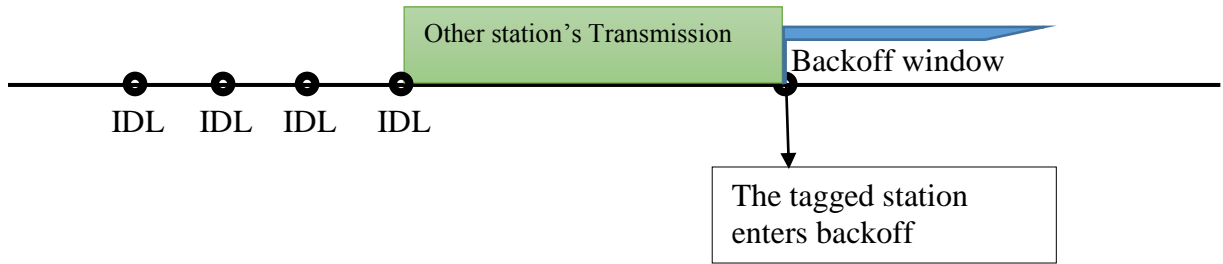 Other station’s Transmission
Backoff window
IDL IDL IDL IDL
The tagged station
enters backoff